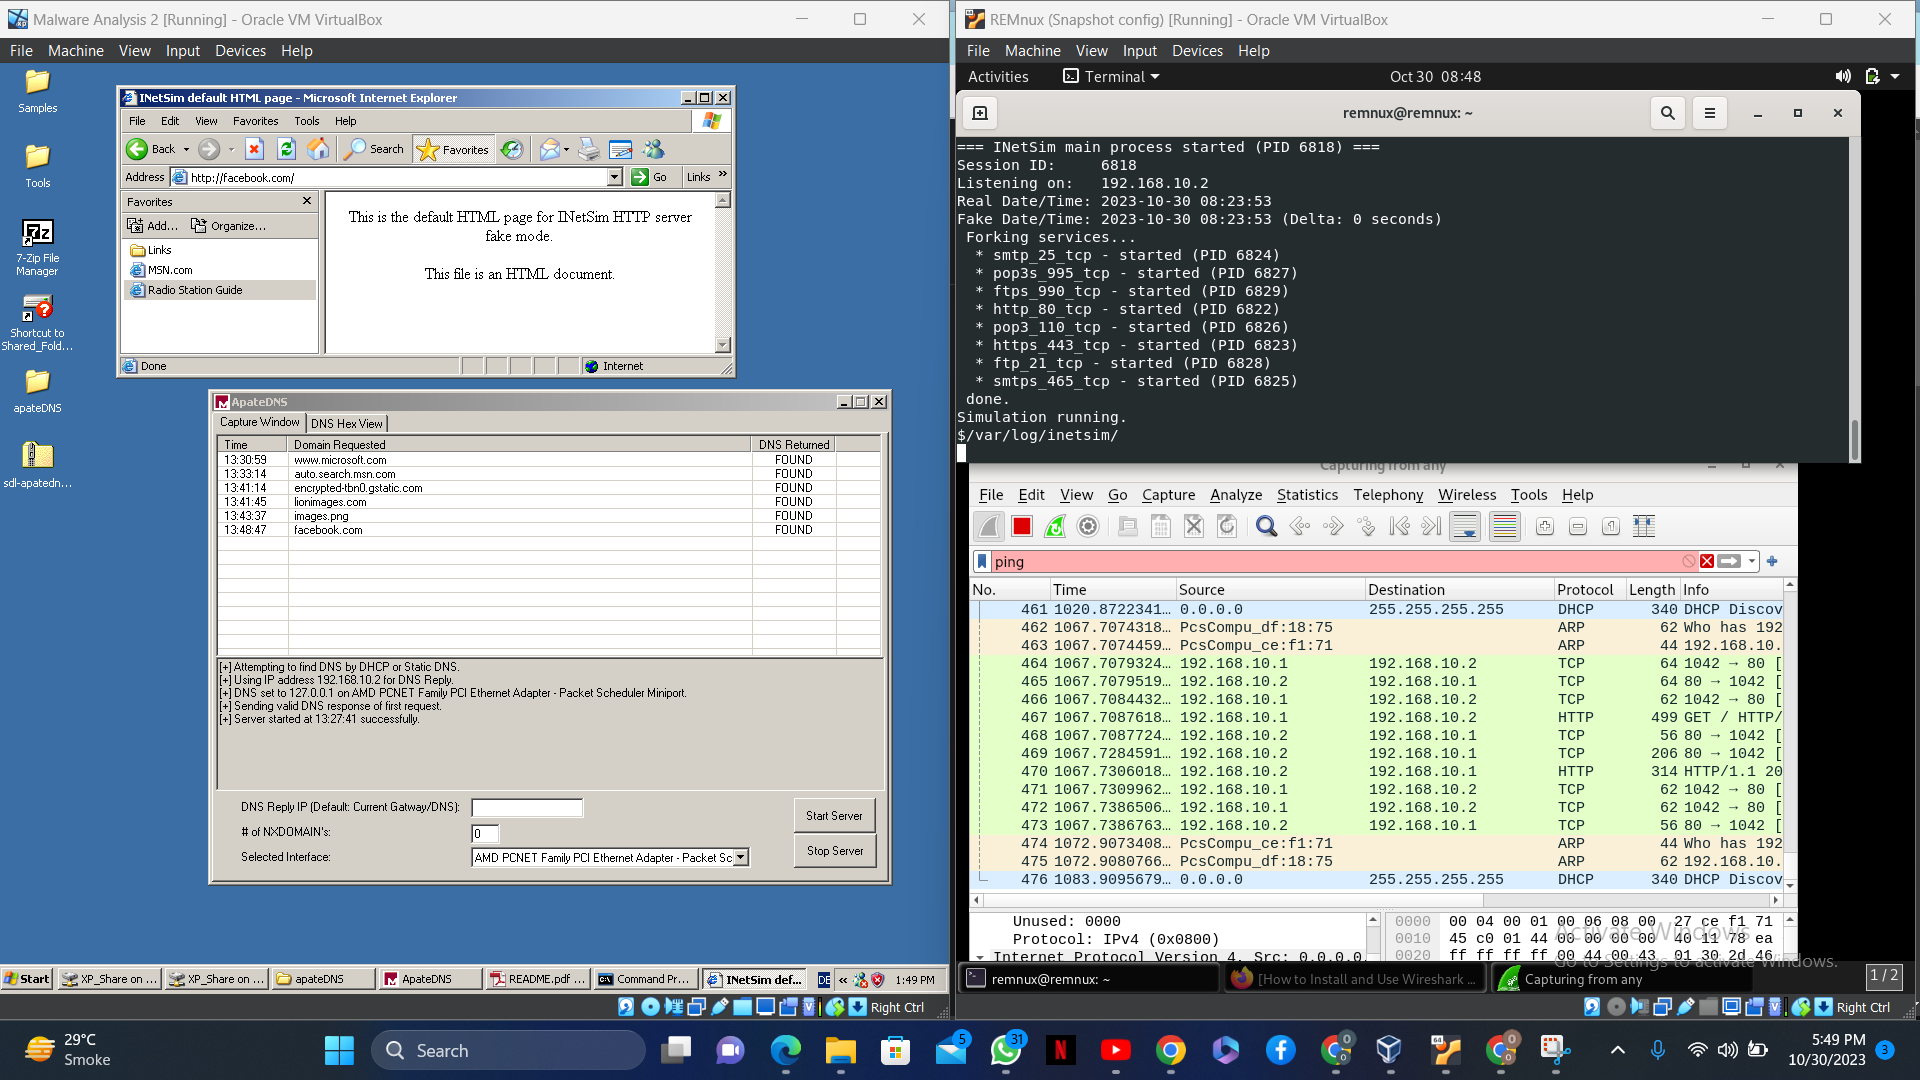 Malware Analysis 2 [Running] - Oracle VM VirtualBox
File Machine View Input Devices Help
Samples
Tools
7-Zip File
Manager
Shortcut to
Shared_Fold...
apateDNS
sdl-apatedn...
INetSim default HTML page - Microsoft Internet Explorer
File Edit View Favorites Tools Help
Back Search Favorites
Address http://facebook.com/ Go Links »
Favorites
Add... Organize...
Links
MSN.com
Radio Station Guide
This is the default HTML page for INetSim HTTP server
fake mode.
This file is an HTML document.
Done Internet
ApateDNS
Capture Window DNS Hex View
Time Domain Requested DNS Returned
13:30:59 www.microsoft.com FOUND
13:33:14 auto.search.msn.com FOUND
13:41:14 encrypted-tbn0.gstatic.com FOUND
13:41:45 lionimages.com FOUND
13:43:37 images.png FOUND
13:48:47 facebook.com FOUND
[+] Attempting to find DNS by DHCP or Static DNS.
[+] Using IP address 192.168.10.2 for DNS Reply.
[+] DNS set to 127.0.0.1 on AMD PCNET Family PCI Ethernet Adapter - Packet Scheduler Miniport.
[+] Sending valid DNS response of first request.
[+] Server started at 13:27:41 successfully.
DNS Reply IP (Default: Current Gatway/DNS):
# of NXDOMAIN's: 0
Selected Interface: AMD PCNET Family PCI Ethernet Adapter - Packet Sc
Start Server
Stop Server
Start XP_Share on ... XP_Share on ... apateDNS ApateDNS README.pdf ... Command Pr... INetSim def... DE « 1:49 PM
Right Ctrl
REMnux (Snapshot config) [Running] - Oracle VM VirtualBox
File Machine View Input Devices Help
Activities Terminal Oct 30 08:48
remnux@remnux: ~
=== INetSim main process started (PID 6818) ===
Session ID: 6818
Listening on: 192.168.10.2
Real Date/Time: 2023-10-30 08:23:53
Fake Date/Time: 2023-10-30 08:23:53 (Delta: 0 seconds)
Forking services...
* smtp_25_tcp - started (PID 6824)
* pop3s_995_tcp - started (PID 6827)
* ftps_990_tcp - started (PID 6829)
* http_80_tcp - started (PID 6822)
* pop3_110_tcp - started (PID 6826)
* https_443_tcp - started (PID 6823)
* ftp_21_tcp - started (PID 6828)
* smtps_465_tcp - started (PID 6825)
done.
Simulation running.
$/var/log/inetsim/
Capturing from any
File Edit View Go Capture Analyze Statistics Telephony Wireless Tools Help
ping
No. Time Source Destination Protocol Length Info
461 1020.8722341... 0.0.0.0 255.255.255.255 DHCP 340 DHCP Discov
462 1067.7074318... PcsCompu_df:18:75 ARP 62 Who has 192
463 1067.7074459... PcsCompu_ce:f1:71 ARP 44 192.168.10.
464 1067.7079324... 192.168.10.1 192.168.10.2 TCP 64 1042 → 80 [
465 1067.7079519... 192.168.10.2 192.168.10.1 TCP 64 80 → 1042 [
466 1067.7084432... 192.168.10.1 192.168.10.2 TCP 62 1042 → 80 [
467 1067.7087618... 192.168.10.1 192.168.10.2 HTTP 499 GET / HTTP/
468 1067.7087724... 192.168.10.2 192.168.10.1 TCP 56 80 → 1042 [
469 1067.7284591... 192.168.10.2 192.168.10.1 TCP 206 80 → 1042 [
470 1067.7306018... 192.168.10.2 192.168.10.1 HTTP 314 HTTP/1.1 20
471 1067.7309962... 192.168.10.1 192.168.10.2 TCP 62 1042 → 80 [
472 1067.7386506... 192.168.10.1 192.168.10.2 TCP 62 1042 → 80 [
473 1067.7386763... 192.168.10.2 192.168.10.1 TCP 56 80 → 1042 [
474 1072.9073408... PcsCompu_ce:f1:71 ARP 44 Who has 192
475 1072.9080766... PcsCompu_df:18:75 ARP 62 192.168.10.
476 1083.9095679... 0.0.0.0 255.255.255.255 DHCP 340 DHCP Discov
Unused: 0000
Protocol: IPv4 (0x0800)
Internet Protocol Version 4, Src: 0.0.0.0,
0000 00 04 00 01 00 06 08 00 27 ce f1 71
0010 45 c0 01 44 00 00 00 00 40 11 78 ea
0020 ff ff ff ff 00 44 00 43 01 30 2d 46
Activate Windows
Go to Settings to activate Windows.
remnux@remnux: ~ [How to Install and Use Wireshark ... Capturing from any 1 / 2
Right Ctrl
29°C
Smoke
Search
5
31
0
64
0
5:49 PM
10/30/2023
3